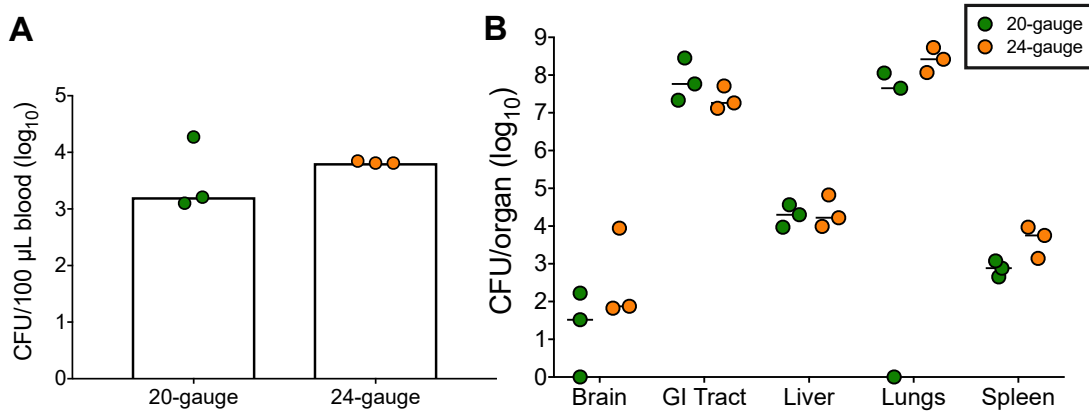 A
CFU/100 μL blood (log10)
5
4
3
2
1
0
20-gauge 24-gauge
B
20-gauge
24-gauge
CFU/organ (log10)
9
8
7
6
5
4
3
2
1
0
Brain GI Tract Liver Lungs Spleen